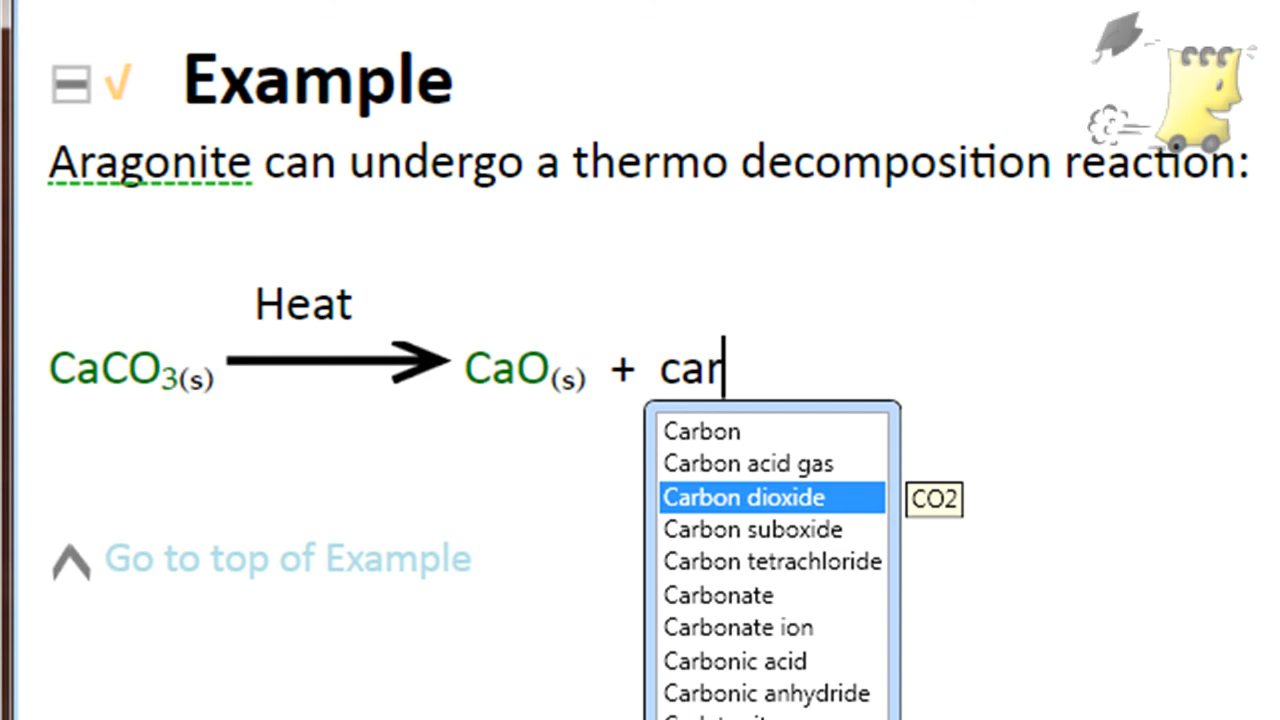 Example
Aragonite can undergo a thermo decomposition reaction:
Heat
CaCO₃(s) → CaO(s) + car
Carbon
Carbon acid gas
Carbon dioxide CO2
Carbon suboxide
Carbon tetrachloride
Carbonate
Carbonate ion
Carbonic acid
Carbonic anhydride
Go to top of Example